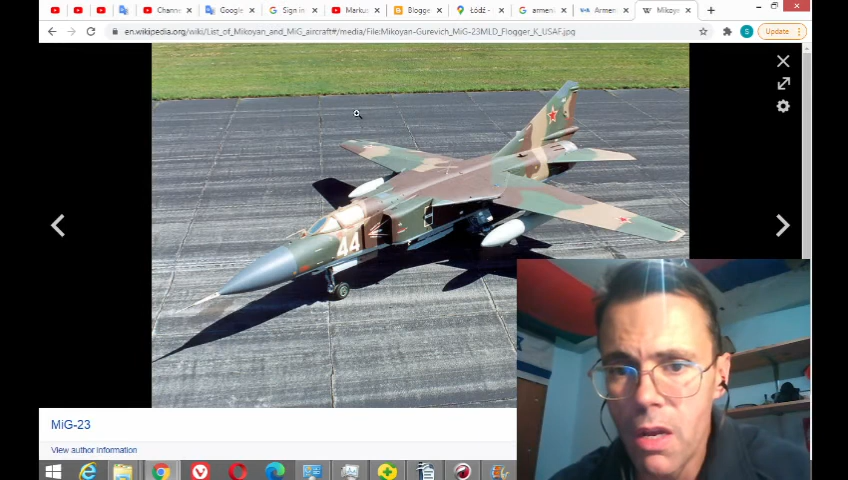 Channe
Google
Sign in
Markus
Blogge
Łódź -
armen
Armen
Mikoya
en.wikipedia.org/wiki/List_of_Mikoyan_and_MiG_aircraft#/media/File:Mikoyan-Gurevich_MiG-23MLD_Flogger_K_USAF.jpg
S
Update
44
MiG-23
View author information